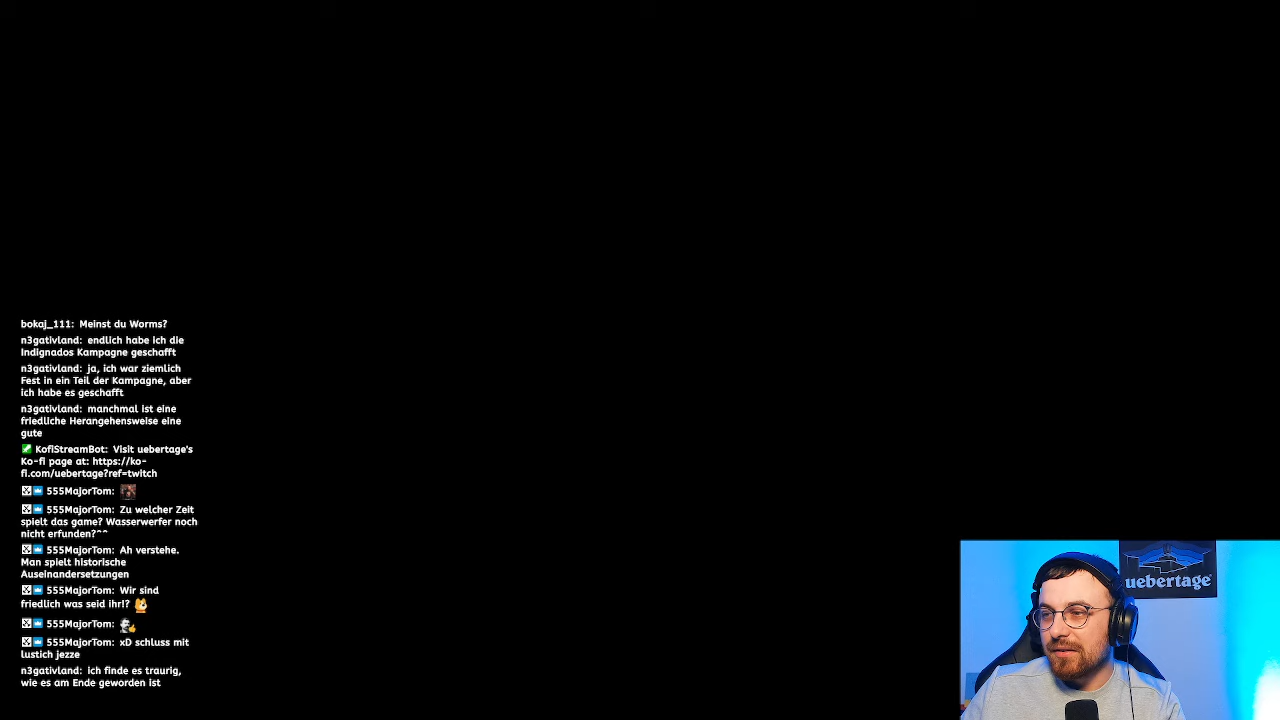 bokaj_111: Meinst du Worms?
n3gativland: endlich habe ich die
Indignados Kampagne geschafft
n3gativland: ja, ich war ziemlich
Fest in ein Teil der Kampagne, aber
ich habe es geschafft
n3gativland: manchmal ist eine
friedliche Herangehensweise eine
gute
KofiStreamBot: Visit uebertage's
Ko-fi page at: https://ko-
fi.com/uebertage?ref=twitch
555MajorTom:
555MajorTom: Zu welcher Zeit
spielt das game? Wasserwerfer noch
nicht erfunden?^^
555MajorTom: Ah verstehe.
Man spielt historische
Auseinandersetzungen
555MajorTom: Wir sind
friedlich was seid ihr!?
555MajorTom:
555MajorTom: xD schluss mit
lustich jezze
n3gativland: ich finde es traurig,
wie es am Ende geworden ist
uebertage®